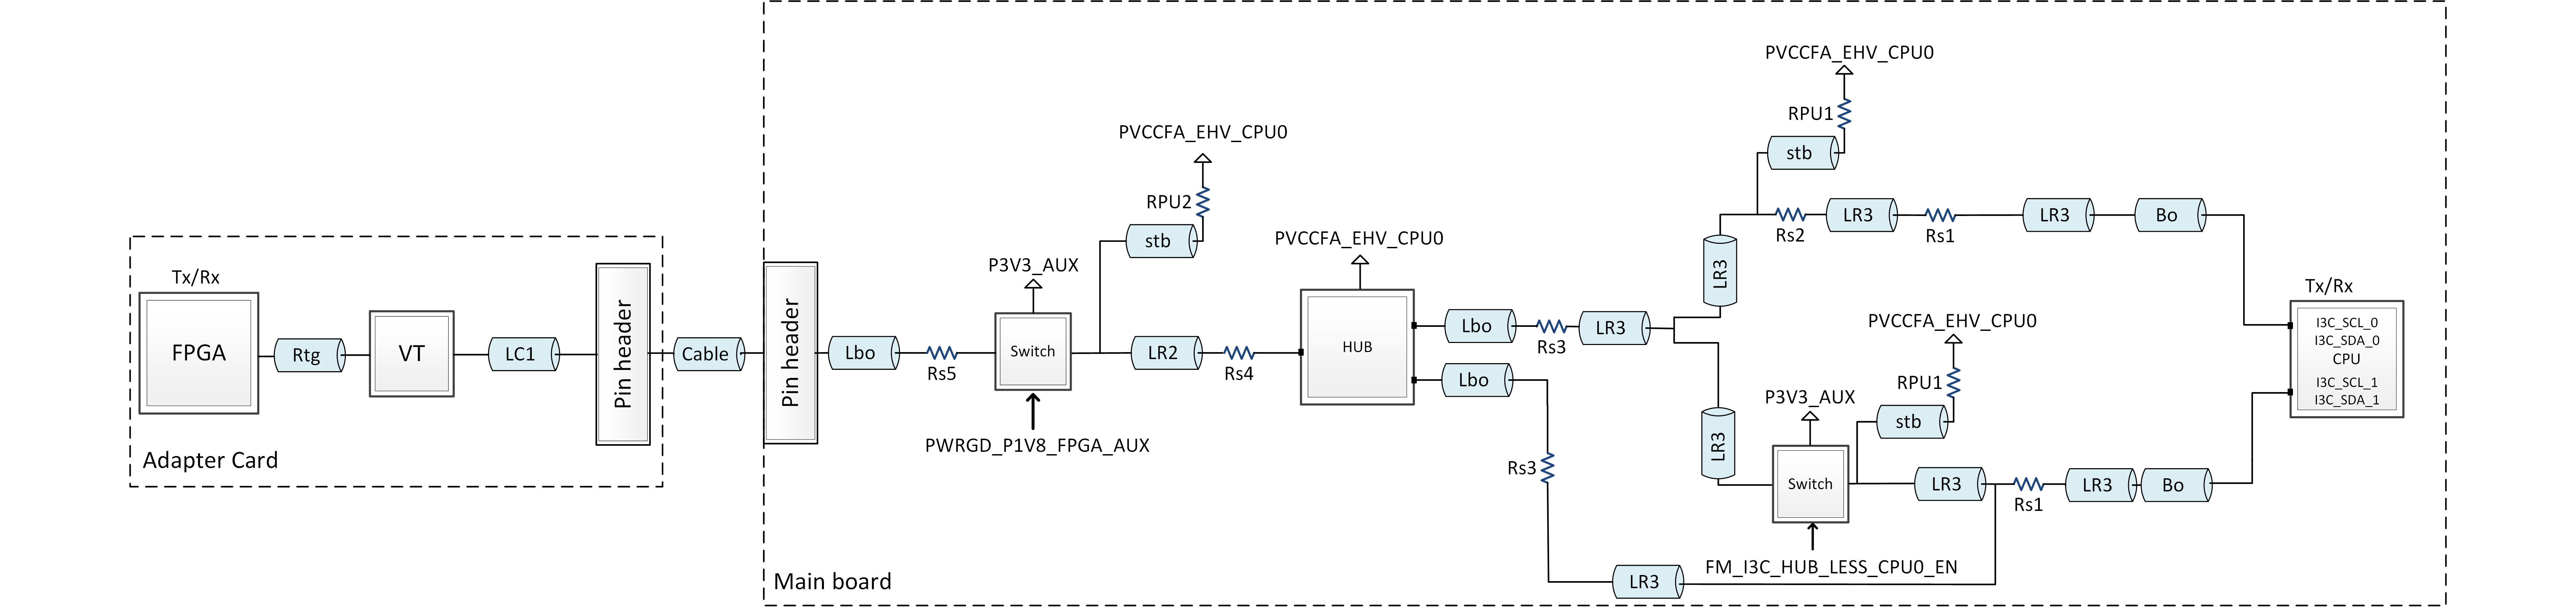 Tx/Rx
FPGA
Rtg
VT
LC1
Pin header
Adapter Card
Cable
Pin header
Lbo
Rs5
P3V3_AUX
Switch
PWRGD_P1V8_FPGA_AUX
PVCCFA_EHV_CPU0
RPU2
stb
LR2
Rs4
PVCCFA_EHV_CPU0
HUB
Lbo
Rs3
LR3
Lbo
Rs3
LR3
LR3
PVCCFA_EHV_CPU0
RPU1
stb
Rs2
LR3
Rs1
LR3
Bo
LR3
P3V3_AUX
Switch
FM_I3C_HUB_LESS_CPU0_EN
PVCCFA_EHV_CPU0
RPU1
stb
LR3
Rs1
LR3
Bo
Tx/Rx
I3C_SCL_0
I3C_SDA_0
CPU
I3C_SCL_1
I3C_SDA_1
Main board